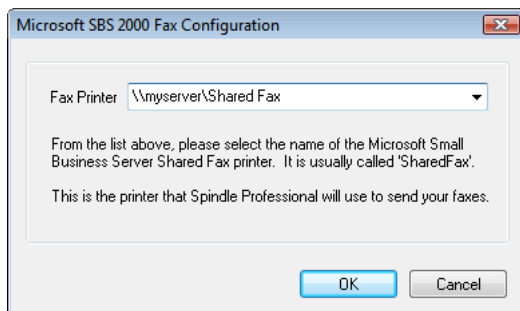 Microsoft SBS 2000 Fax Configuration
Fax Printer \\myserver\Shared Fax
From the list above, please select the name of the Microsoft Small
Business Server Shared Fax printer. It is usually called 'SharedFax'.
This is the printer that Spindle Professional will use to send your faxes.
OK Cancel